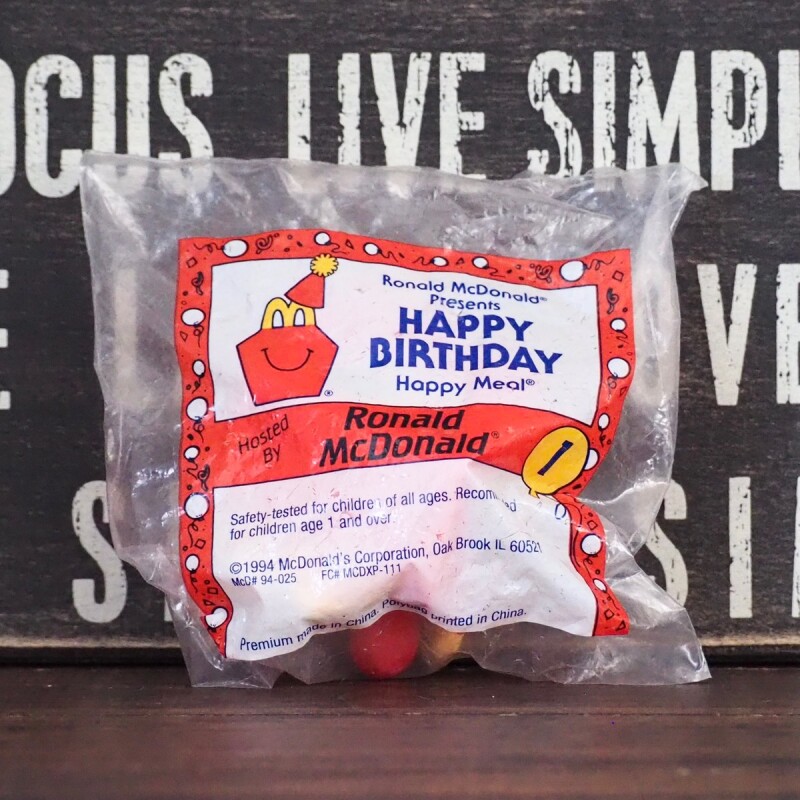 OCUS. LIVE SIMPL
E
VE
Ronald McDonald®
Presents
HAPPY
BIRTHDAY
Happy Meal®
®
Hosted
By
Ronald
McDonald®
1
Safety-tested for children of all ages.
for children age 1 and over.
©1994 McDonald's Corporation, Oak Brook IL 60521
McD# 94-025 FC# MCDXP-111
Premium made in China. Polybag printed in China.